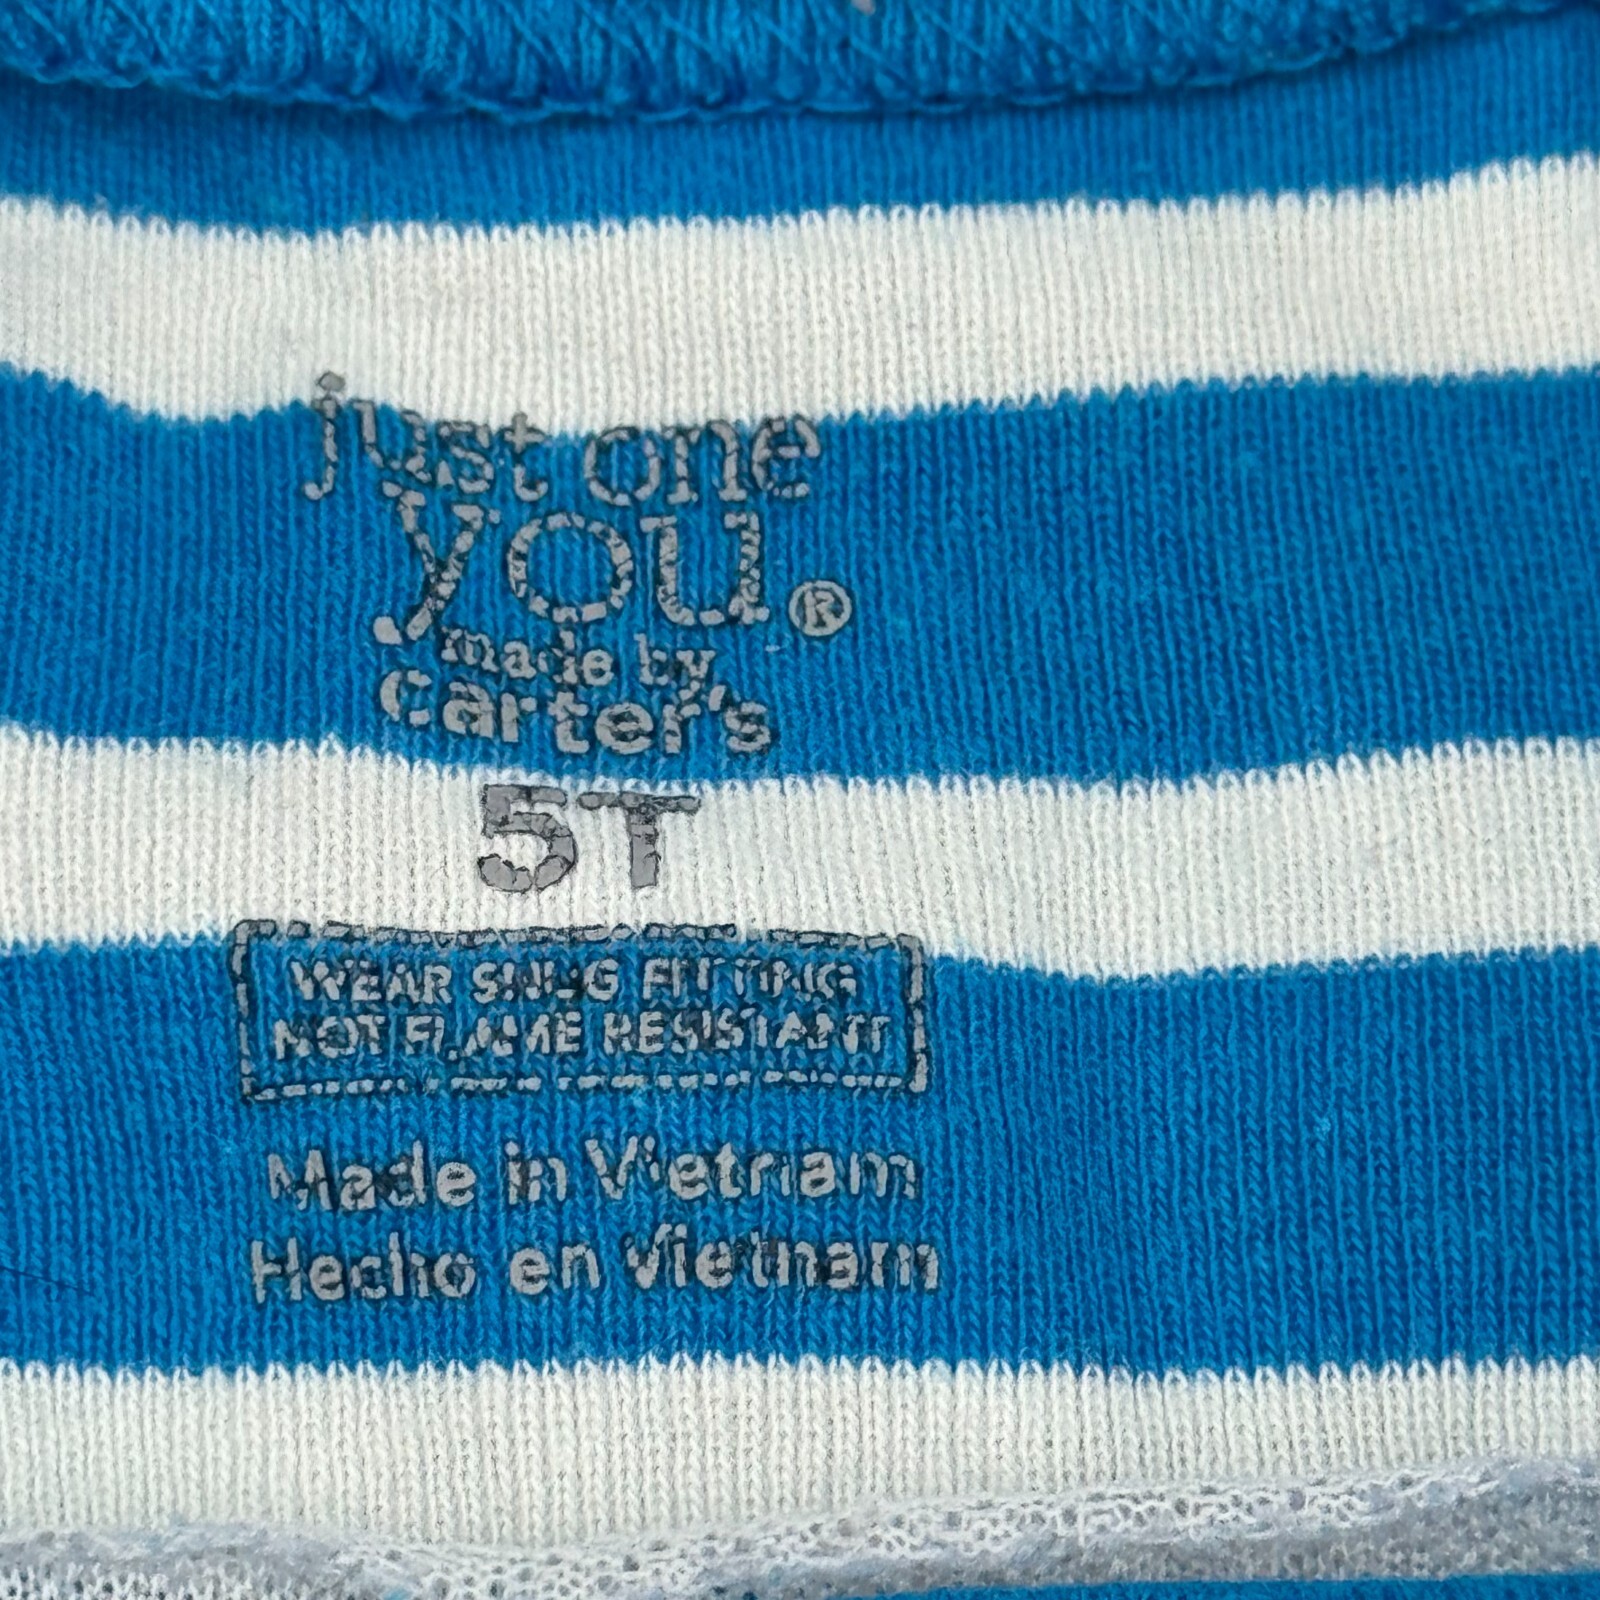 just one
you.®
made by
carter's
5T
WEAR SNUG FITTING
NOT FLAME RESISTANT
Made in Vietnam
Hecho en Vietnam